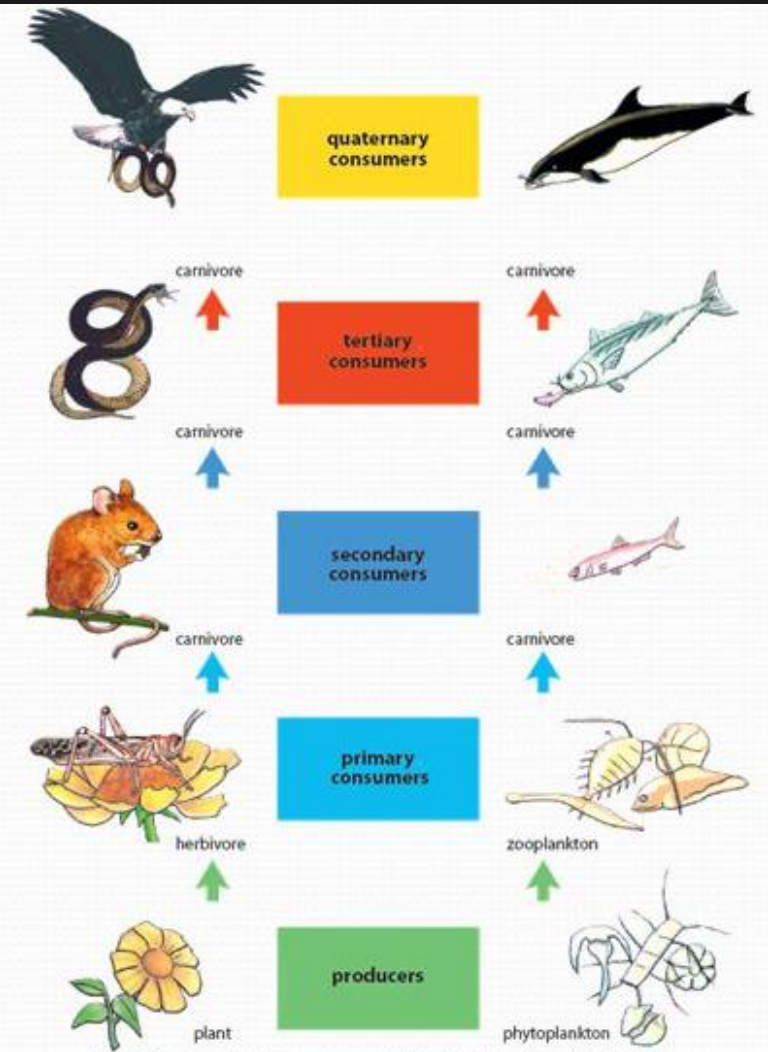 quaternary
consumers
carnivore
carnivore
tertiary
consumers
carnivore
carnivore
secondary
consumers
carnivore
carnivore
primary
consumers
herbivore
zooplankton
producers
plant
phytoplankton